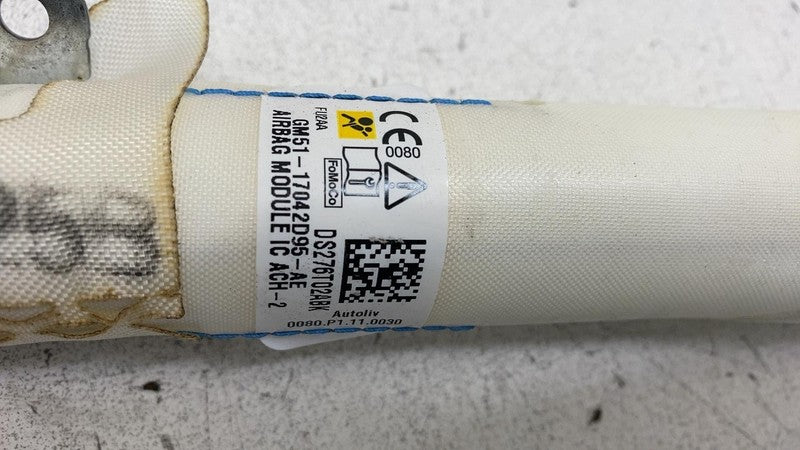 FU2AA
GM51-17042D95-AE
AIRBAG MODULE IC ACH-2
CE
0080
FoMoCo
DS276T02ABK
Autoliv
0080.P1.11.0030